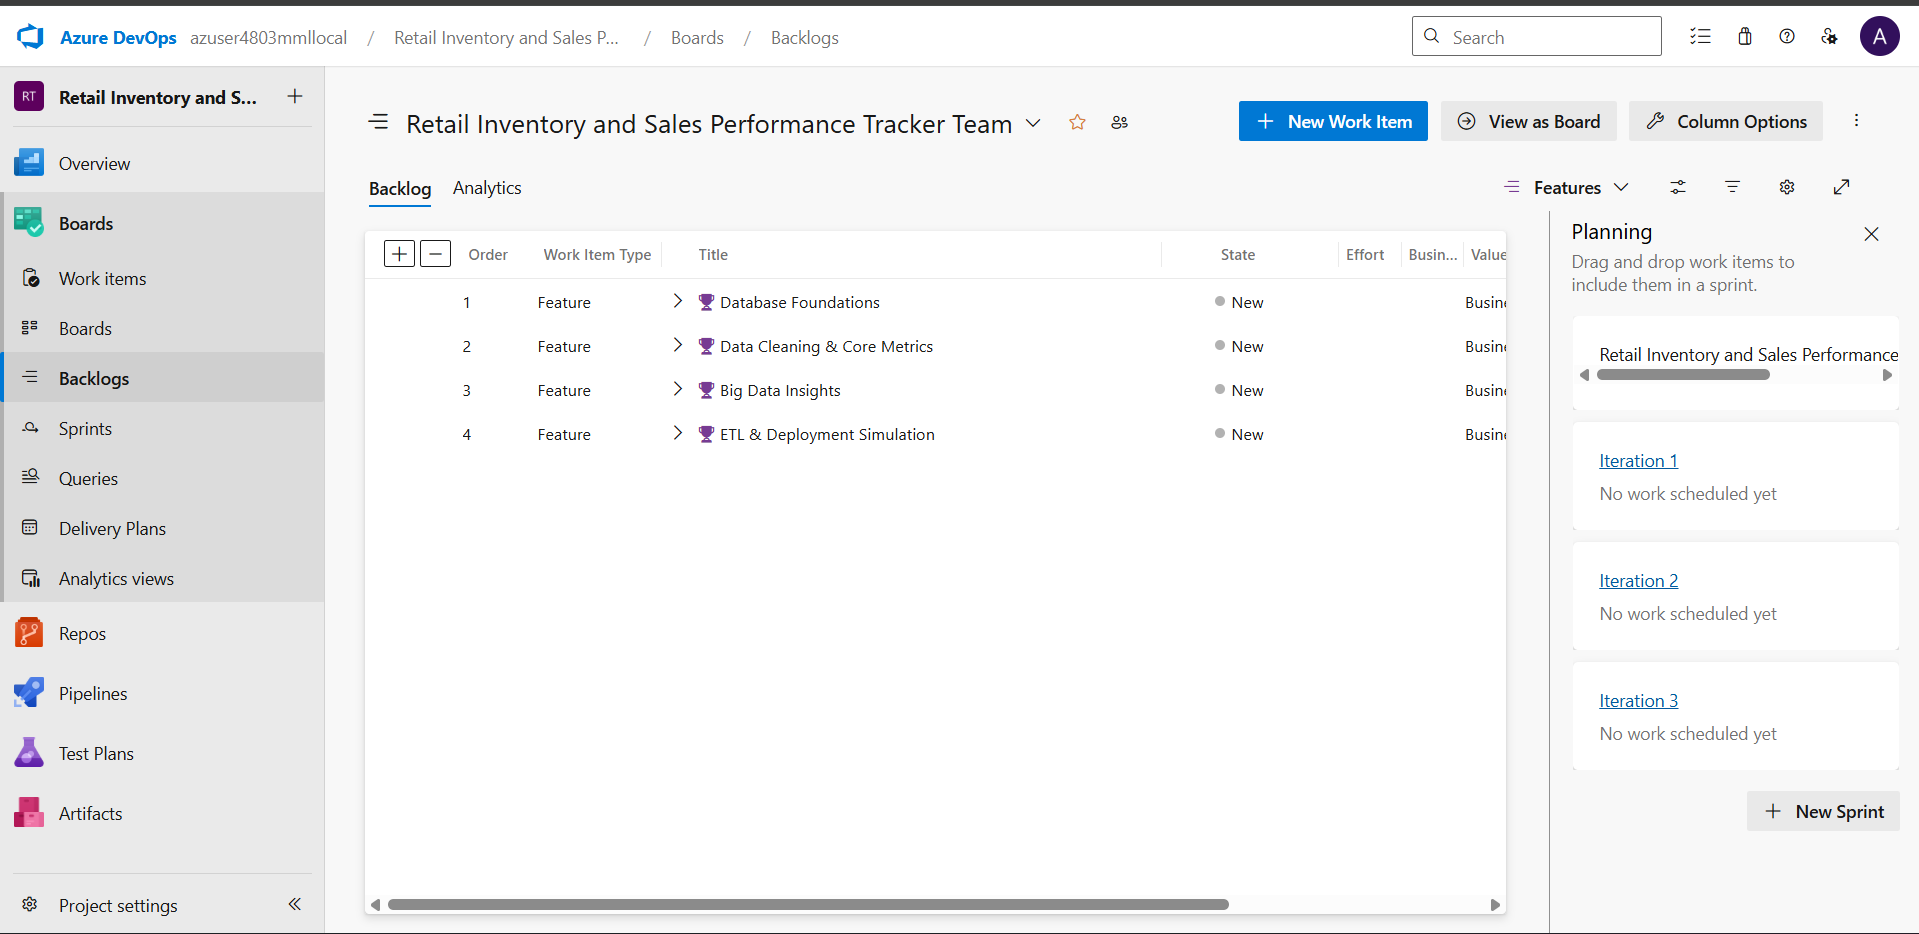 Azure DevOps azuser4803mmllocal / Retail Inventory and Sales P... / Boards / Backlogs
Search
A
RT Retail Inventory and S...
Overview
Boards
Work items
Boards
Backlogs
Sprints
Queries
Delivery Plans
Analytics views
Repos
Pipelines
Test Plans
Artifacts
Project settings
Retail Inventory and Sales Performance Tracker Team
New Work Item
View as Board
Column Options
Backlog Analytics
Features
Order Work Item Type Title State Effort Busin... Value
1 Feature Database Foundations New Busine
2 Feature Data Cleaning & Core Metrics New Busine
3 Feature Big Data Insights New Busine
4 Feature ETL & Deployment Simulation New Busine
Planning
Drag and drop work items to
include them in a sprint.
Retail Inventory and Sales Performance
Iteration 1
No work scheduled yet
Iteration 2
No work scheduled yet
Iteration 3
No work scheduled yet
New Sprint